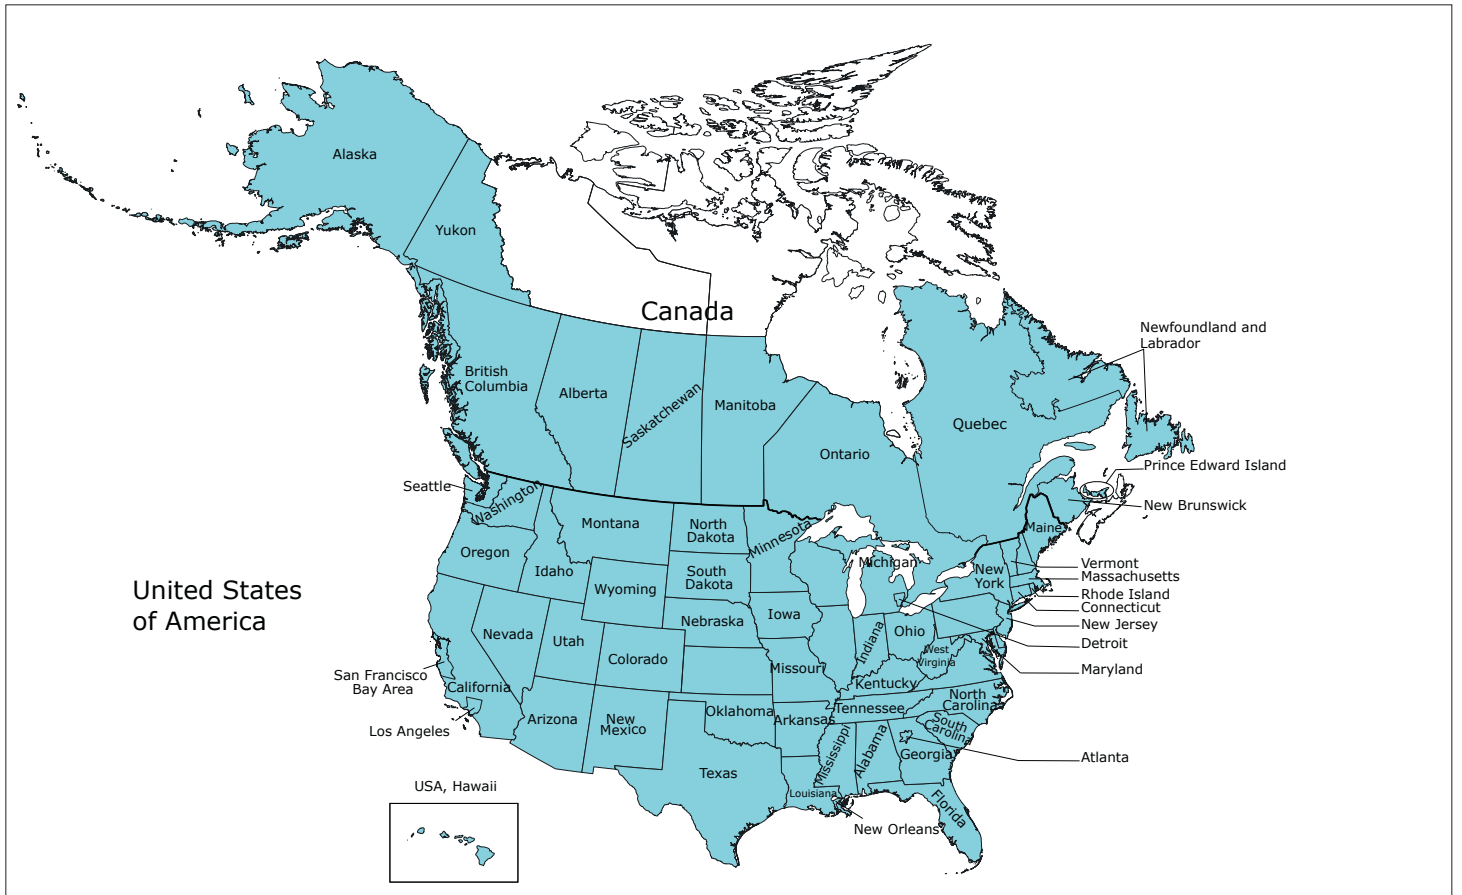 Alaska
Yukon
Canada
Newfoundland and
Labrador
British
Columbia
Alberta
Saskatchewan
Manitoba
Ontario
Quebec
Prince Edward Island
New Brunswick
Seattle
Washington
Montana
North
Dakota
Minnesota
Maine
Oregon
Idaho
Wyoming
South
Dakota
Michigan
New
York
Vermont
Massachusetts
Rhode Island
Connecticut
New Jersey
Detroit
Maryland
United States
of America
Nevada
Utah
Colorado
Nebraska
Iowa
Missouri
Indiana
Ohio
West
Virginia
Kentucky
San Francisco
Bay Area
California
Los Angeles
Arizona
New
Mexico
Oklahoma
Arkansas
Tennessee
North
Carolina
South
Carolina
Mississippi
Alabama
Georgia
Atlanta
Texas
Louisiana
Florida
New Orleans
USA, Hawaii